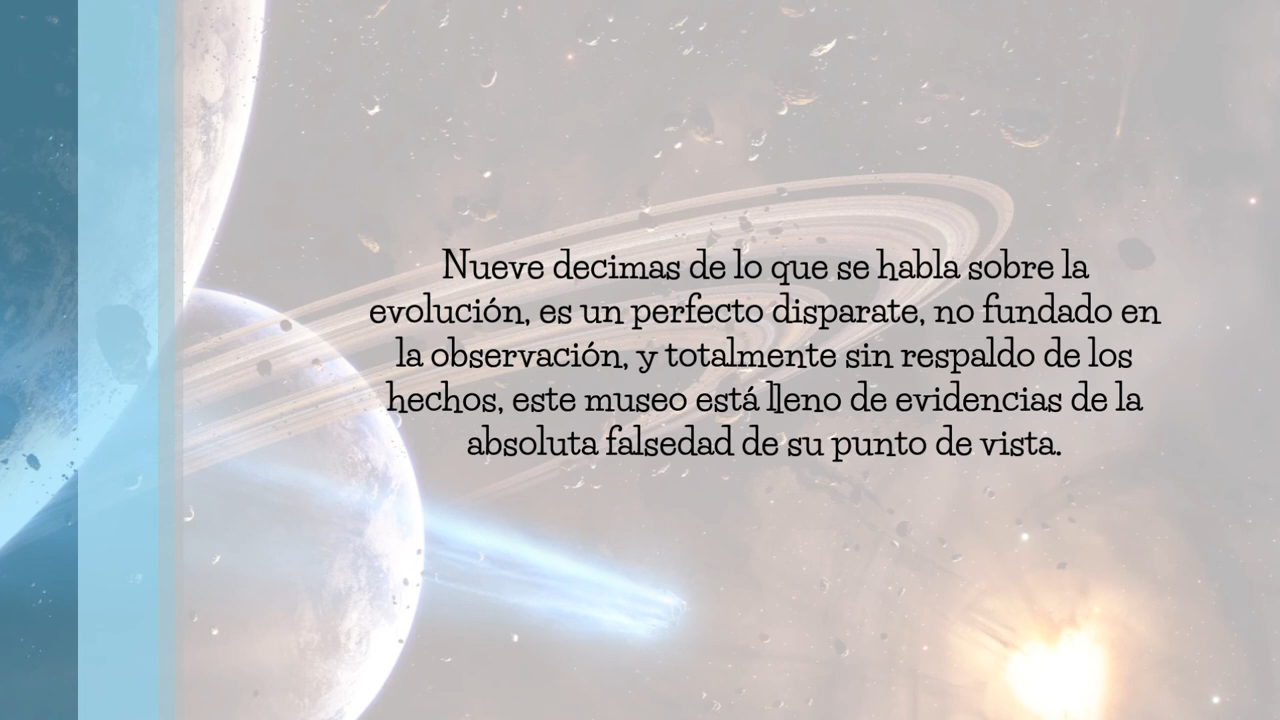 Nueve decimas de lo que se habla sobre la
evolución, es un perfecto disparate, no fundado en
la observación, y totalmente sin respaldo de los
hechos, este museo está lleno de evidencias de la
absoluta falsedad de su punto de vista.